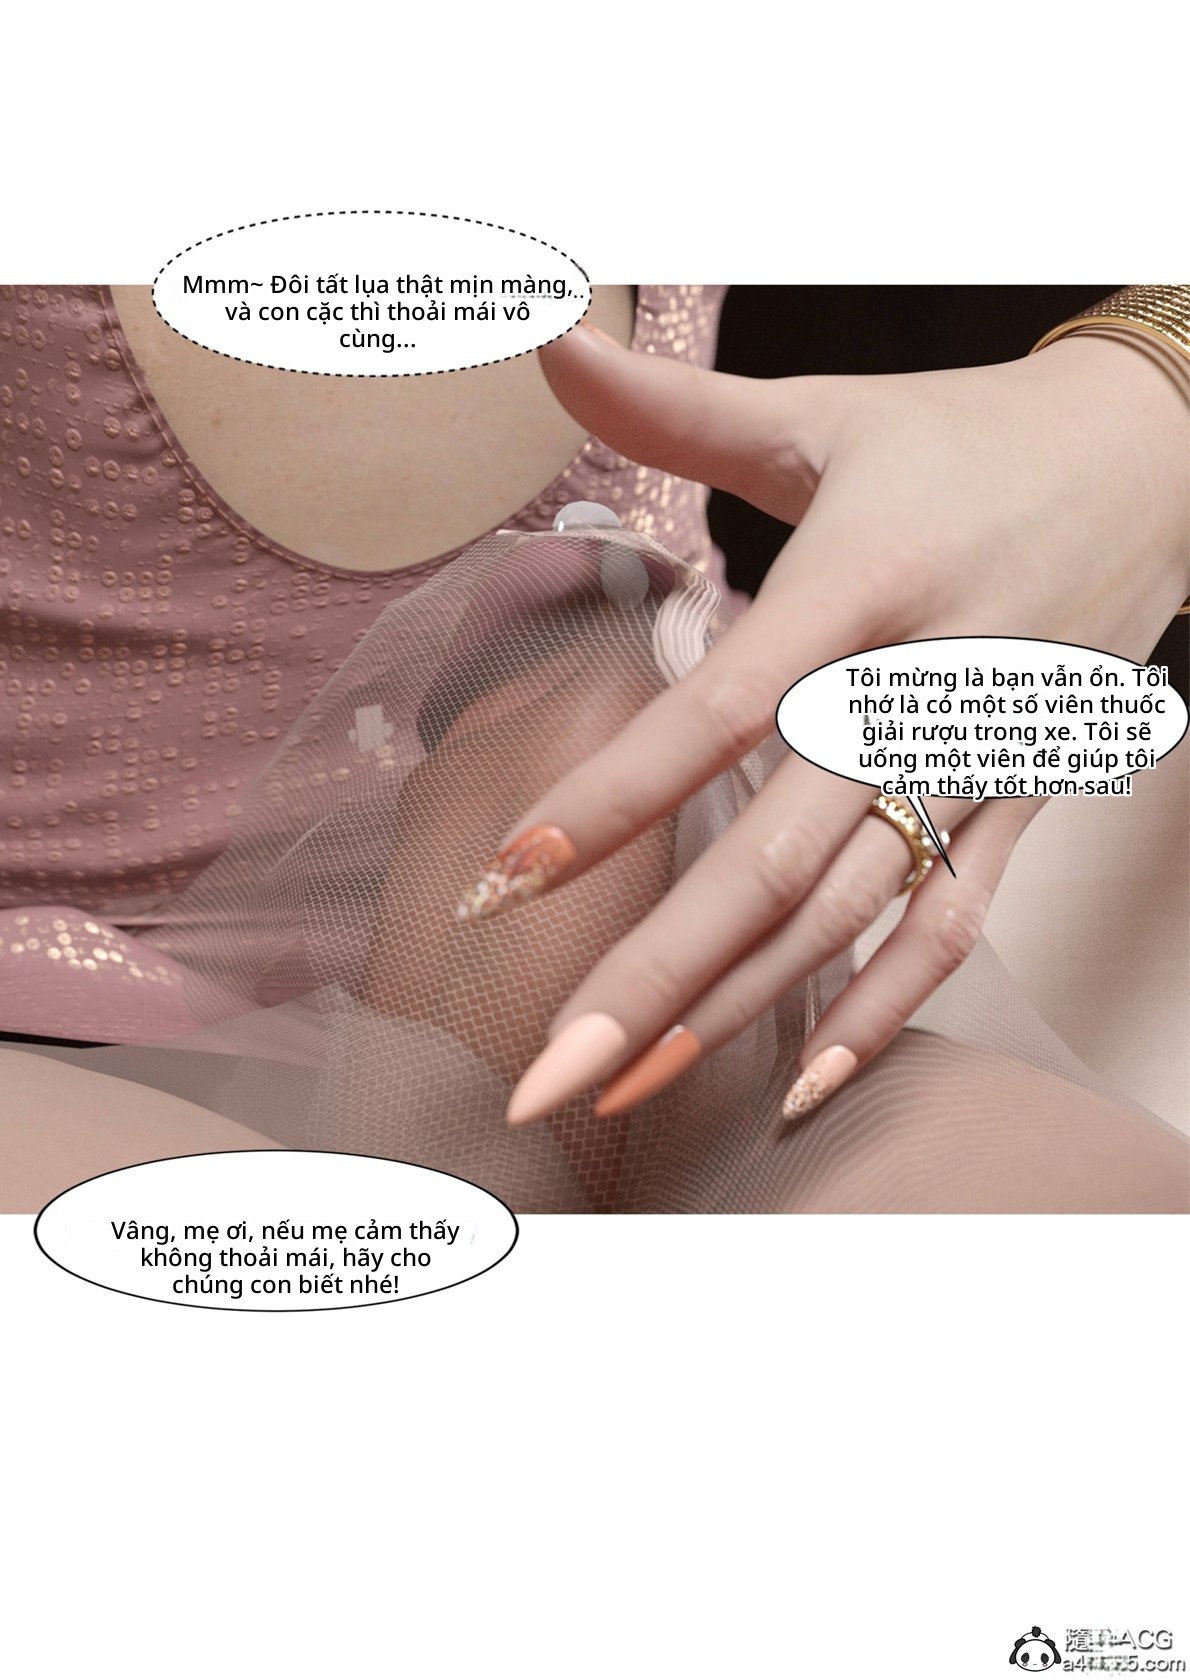 Mmm~ Đôi tất lụa thật mịn màng,
và con cặc thì thoải mái vô
cùng...
Tôi mừng là bạn vẫn ổn. Tôi
nhớ là có một số viên thuốc
giải rượu trong xe. Tôi sẽ
uống một viên để giúp tôi
cảm thấy tốt hơn sau!
Vâng, mẹ ơi, nếu mẹ cảm thấy
không thoải mái, hãy cho
chúng con biết nhé!
ACG